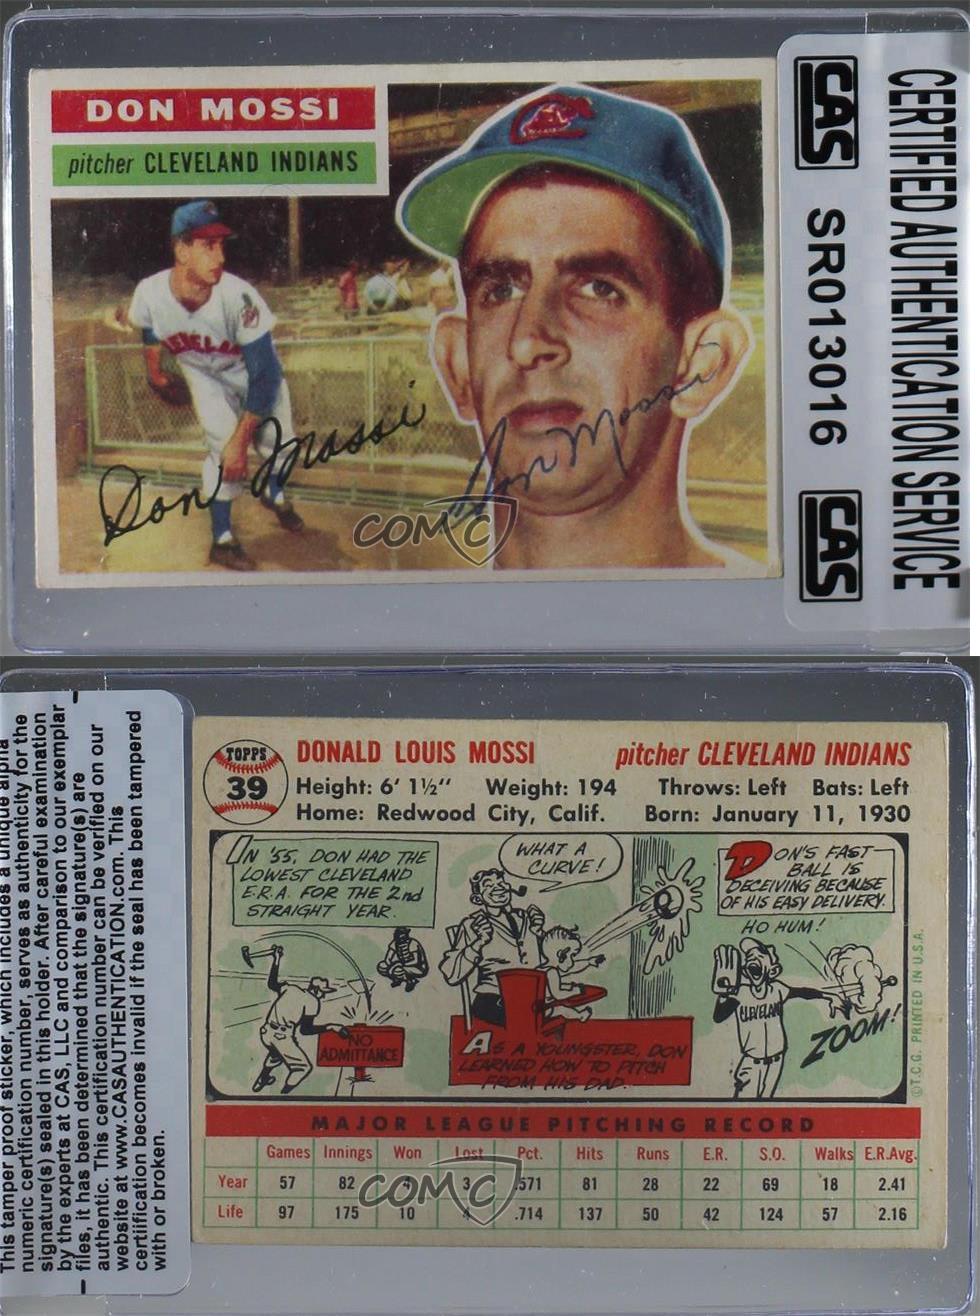 DON MOSSI
pitcher CLEVELAND INDIANS
CLEVELAND
Don Mossi
Don Mossi
COMC
CAS
SR013016
CAS
CERTIFIED AUTHENTICATION SERVICE
This tamper proof sticker, which includes a unique alpha
numeric certification number, serves as authenticity for the
signature(s) sealed in this holder. After careful examination
by the experts at CAS, LLC and comparison to our exemplar
files, it has been determined that the signature(s) are
authentic. This certification number can be verified on our
website at www.CASAUTHENTICATION.com. This
certiification becomes invalid if the seal has been tampered
with or broken.
TOPPS
39
DONALD LOUIS MOSSI pitcher CLEVELAND INDIANS
Height: 6' 1½" Weight: 194 Throws: Left Bats: Left
Home: Redwood City, Calif. Born: January 11, 1930
IN '55, DON HAD THE
LOWEST CLEVELAND
E.R.A. FOR THE 2nd
STRAIGHT YEAR.
NO
ADMITTANCE
WHAT A
CURVE!
AS A YOUNGSTER, DON
LEARNED HOW TO PITCH
FROM HIS DAD.
DON'S FAST-
BALL IS
DECEIVING BECAUSE
OF HIS EASY DELIVERY.
HO HUM!
CLEVELAND
ZOOM!
©T.C.G. PRINTED IN U.S.A.
MAJOR LEAGUE PITCHING RECORD
Games Innings Won Lost Pct. Hits Runs E.R. S.O. Walks E.R.Avg.
Year 57 82 4 3 .571 81 28 22 69 18 2.41
Life 97 175 10 4 .714 137 50 42 124 57 2.16
COMC